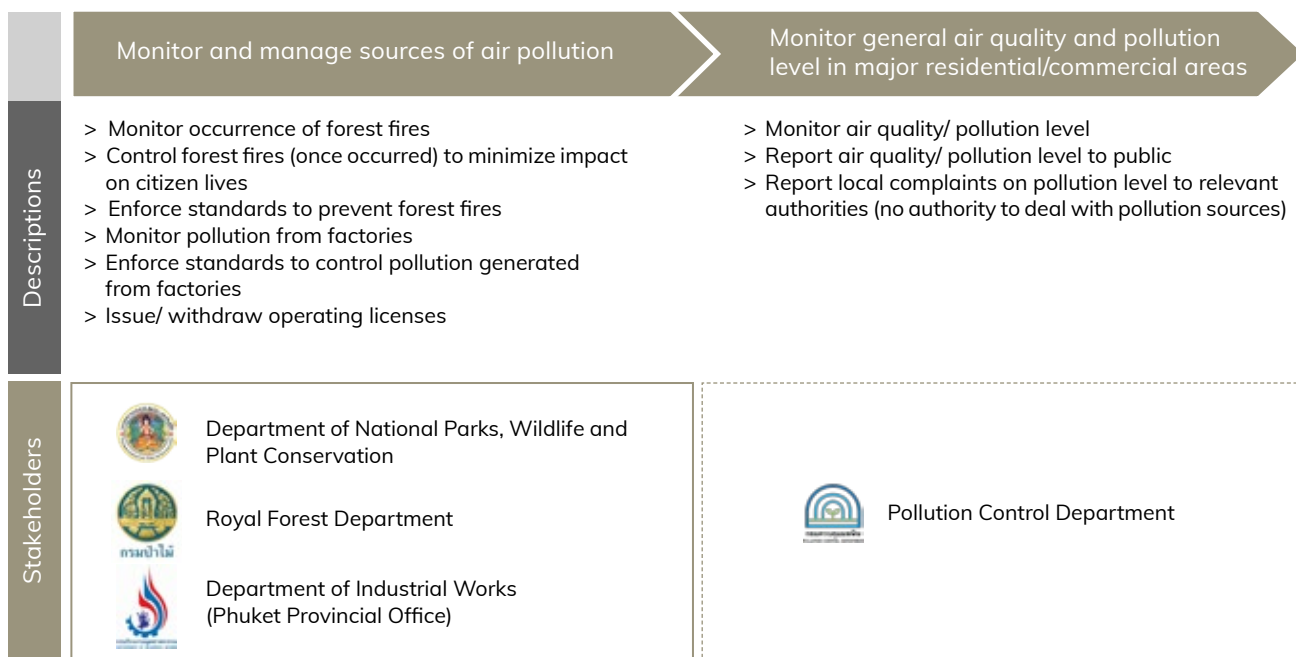 Monitor and manage sources of air pollution
Monitor general air quality and pollution
level in major residential/commercial areas
Descriptions
> Monitor occurrence of forest fires
> Control forest fires (once occurred) to minimize impact
on citizen lives
> Enforce standards to prevent forest fires
> Monitor pollution from factories
> Enforce standards to control pollution generated
from factories
> Issue/ withdraw operating licenses
> Monitor air quality/ pollution level
> Report air quality/ pollution level to public
> Report local complaints on pollution level to relevant
authorities (no authority to deal with pollution sources)
Stakeholders
Department of National Parks, Wildlife and
Plant Conservation
กรมป่าไม้
Royal Forest Department
Department of Industrial Works
(Phuket Provincial Office)
Pollution Control Department